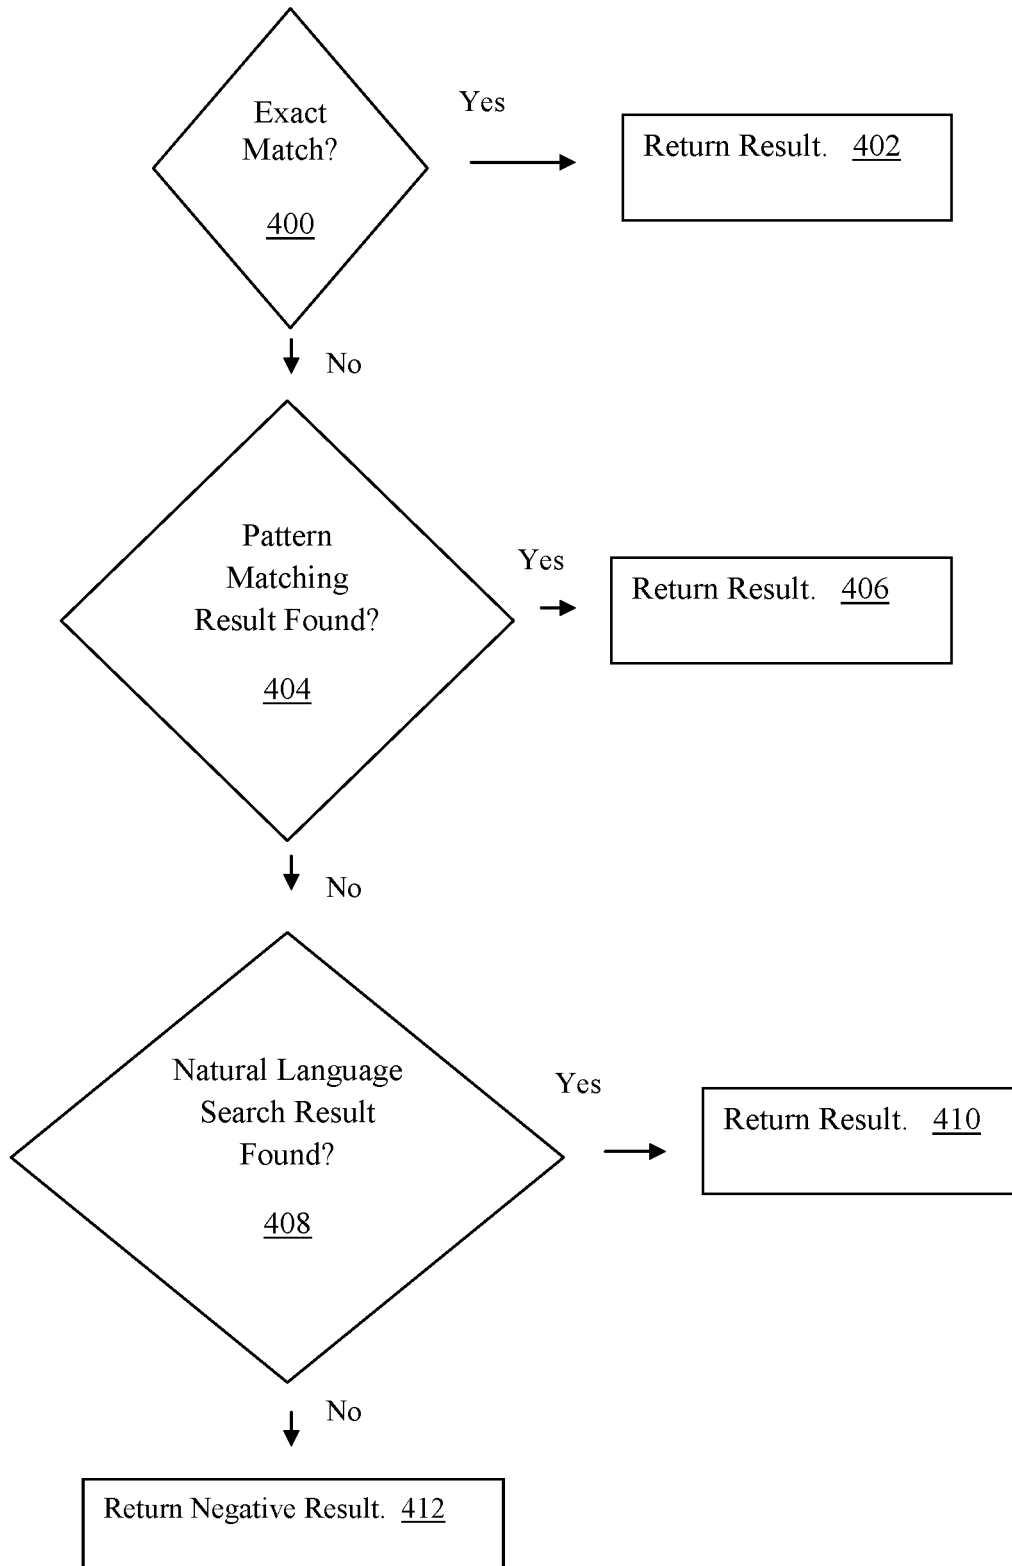 Exact
Match?
400
Yes
Return Result. 402
No
Pattern
Matching
Result Found?
404
Yes
Return Result. 406
No
Natural Language
Search Result
Found?
408
Yes
Return Result. 410
No
Return Negative Result. 412